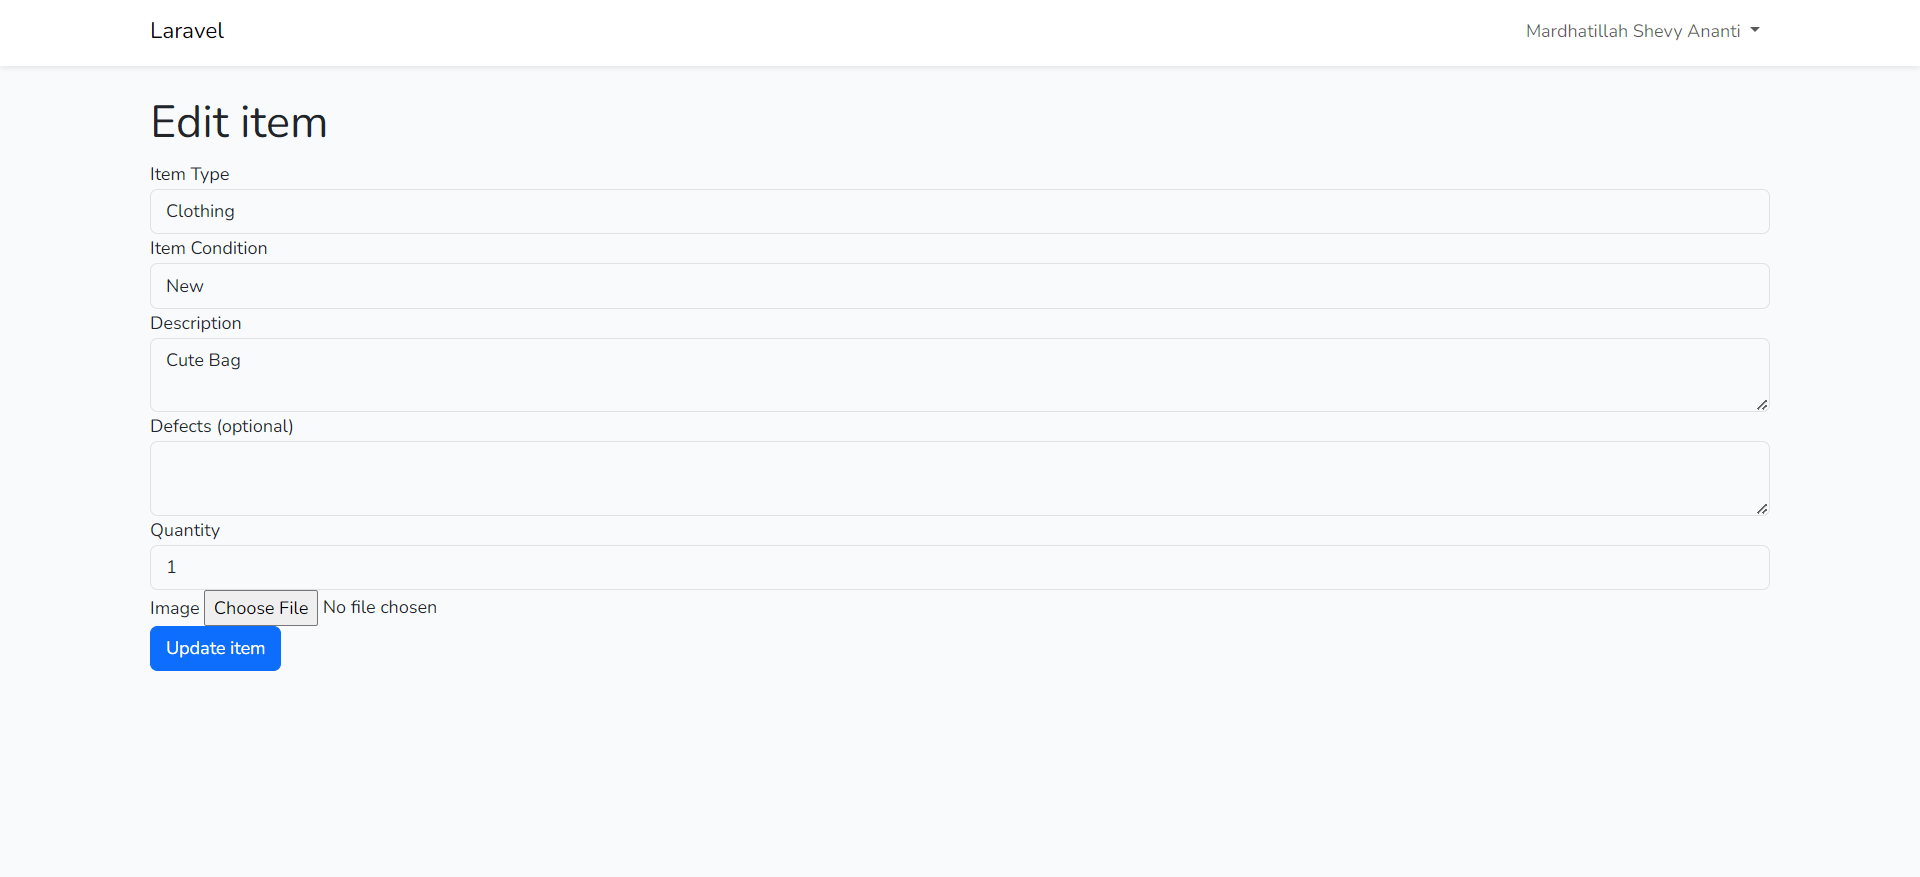 Laravel
Mardhatillah Shevy Ananti
Edit item
Item Type
Clothing
Item Condition
New
Description
Cute Bag
Defects (optional)
Quantity
1
Image Choose File No file chosen
Update item